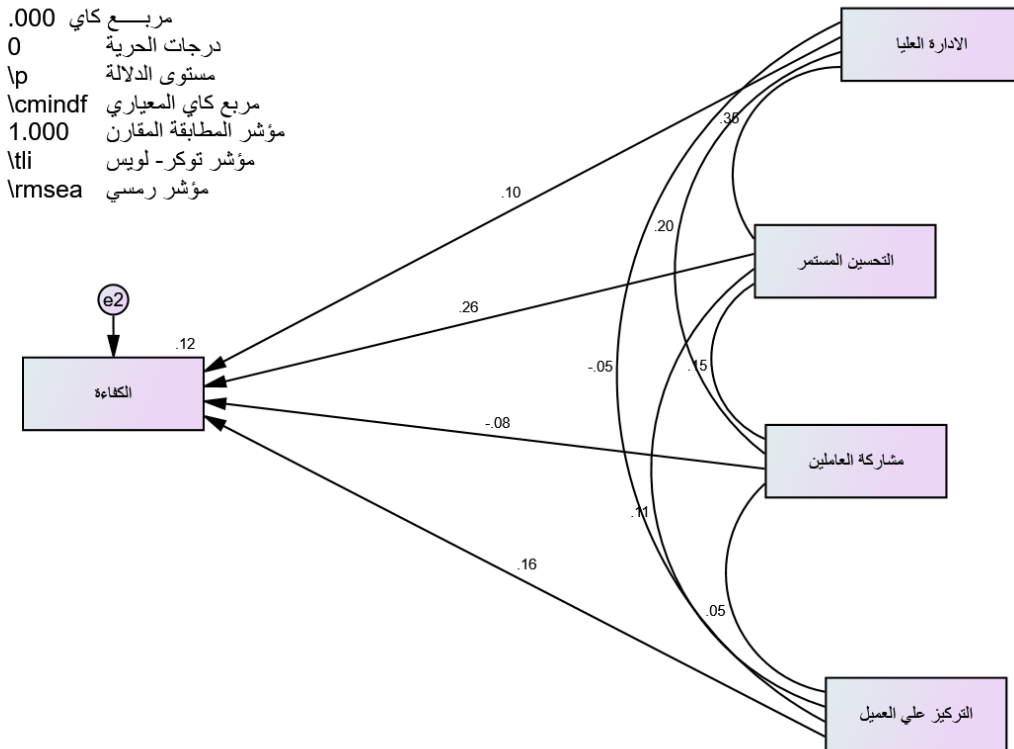 مربـــع كاي .000
درجات الحرية 0
مستوى الدلالة \p
مربع كاي المعياري \cmindf
مؤشر المطابقة المقارن 1.000
مؤشر توكر- لويس \tli
مؤشر رمسي \rmsea
الادارة العليا
.35
.10
.20
التحسين المستمر
e2
.26
.12
-.05
.15
الكفاءة
-.08
مشاركة العاملين
.11
.16
.05
التركيز علي العميل